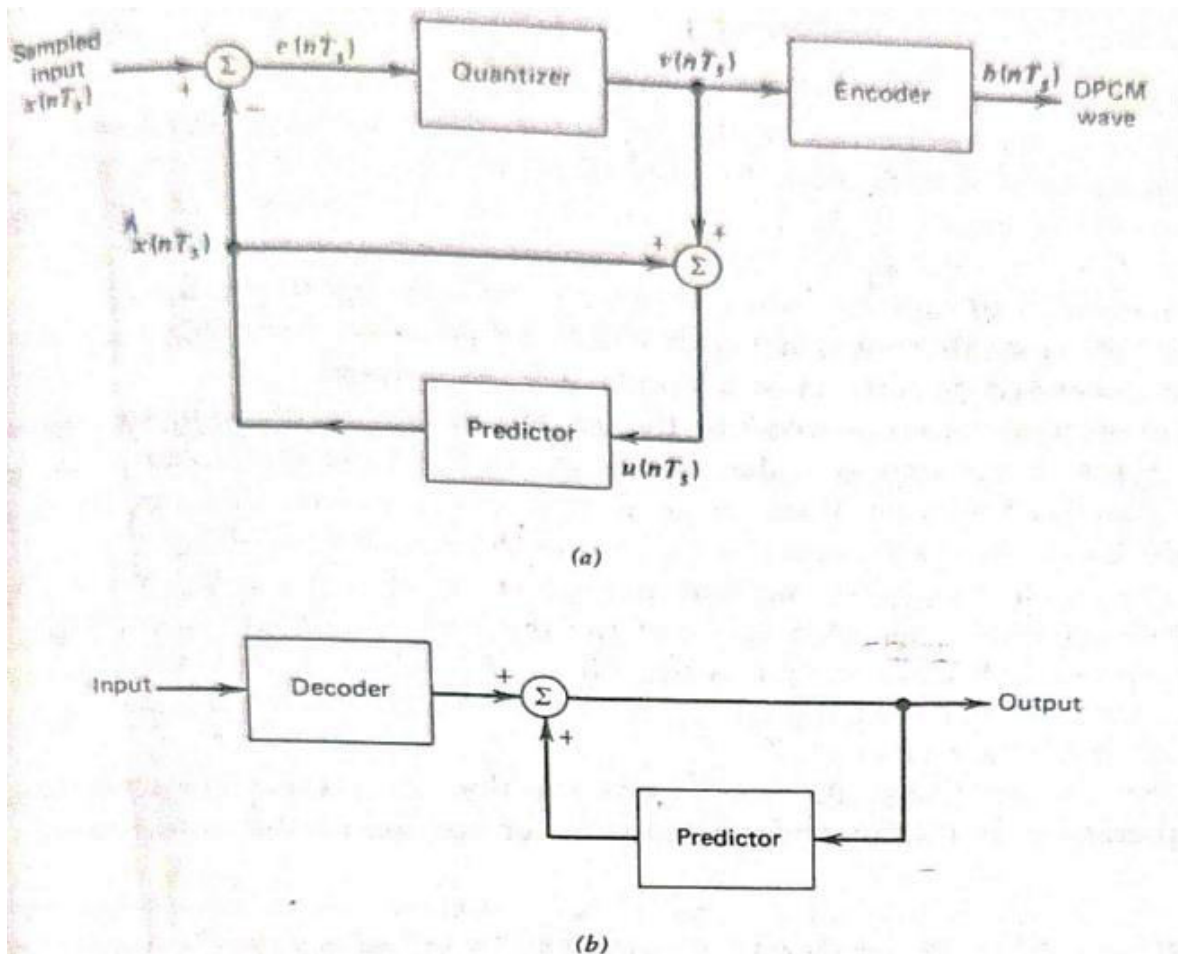 Sampled
input
x(nTₛ)
+
Σ
−
e(nTₛ)
Quantizer
v(nTₛ)
Encoder
b(nTₛ)
DPCM
wave
^
x(nTₛ)
+
+
Σ
Predictor
u(nTₛ)
(a)
Input
Decoder
+
Σ
+
Output
Predictor
(b)